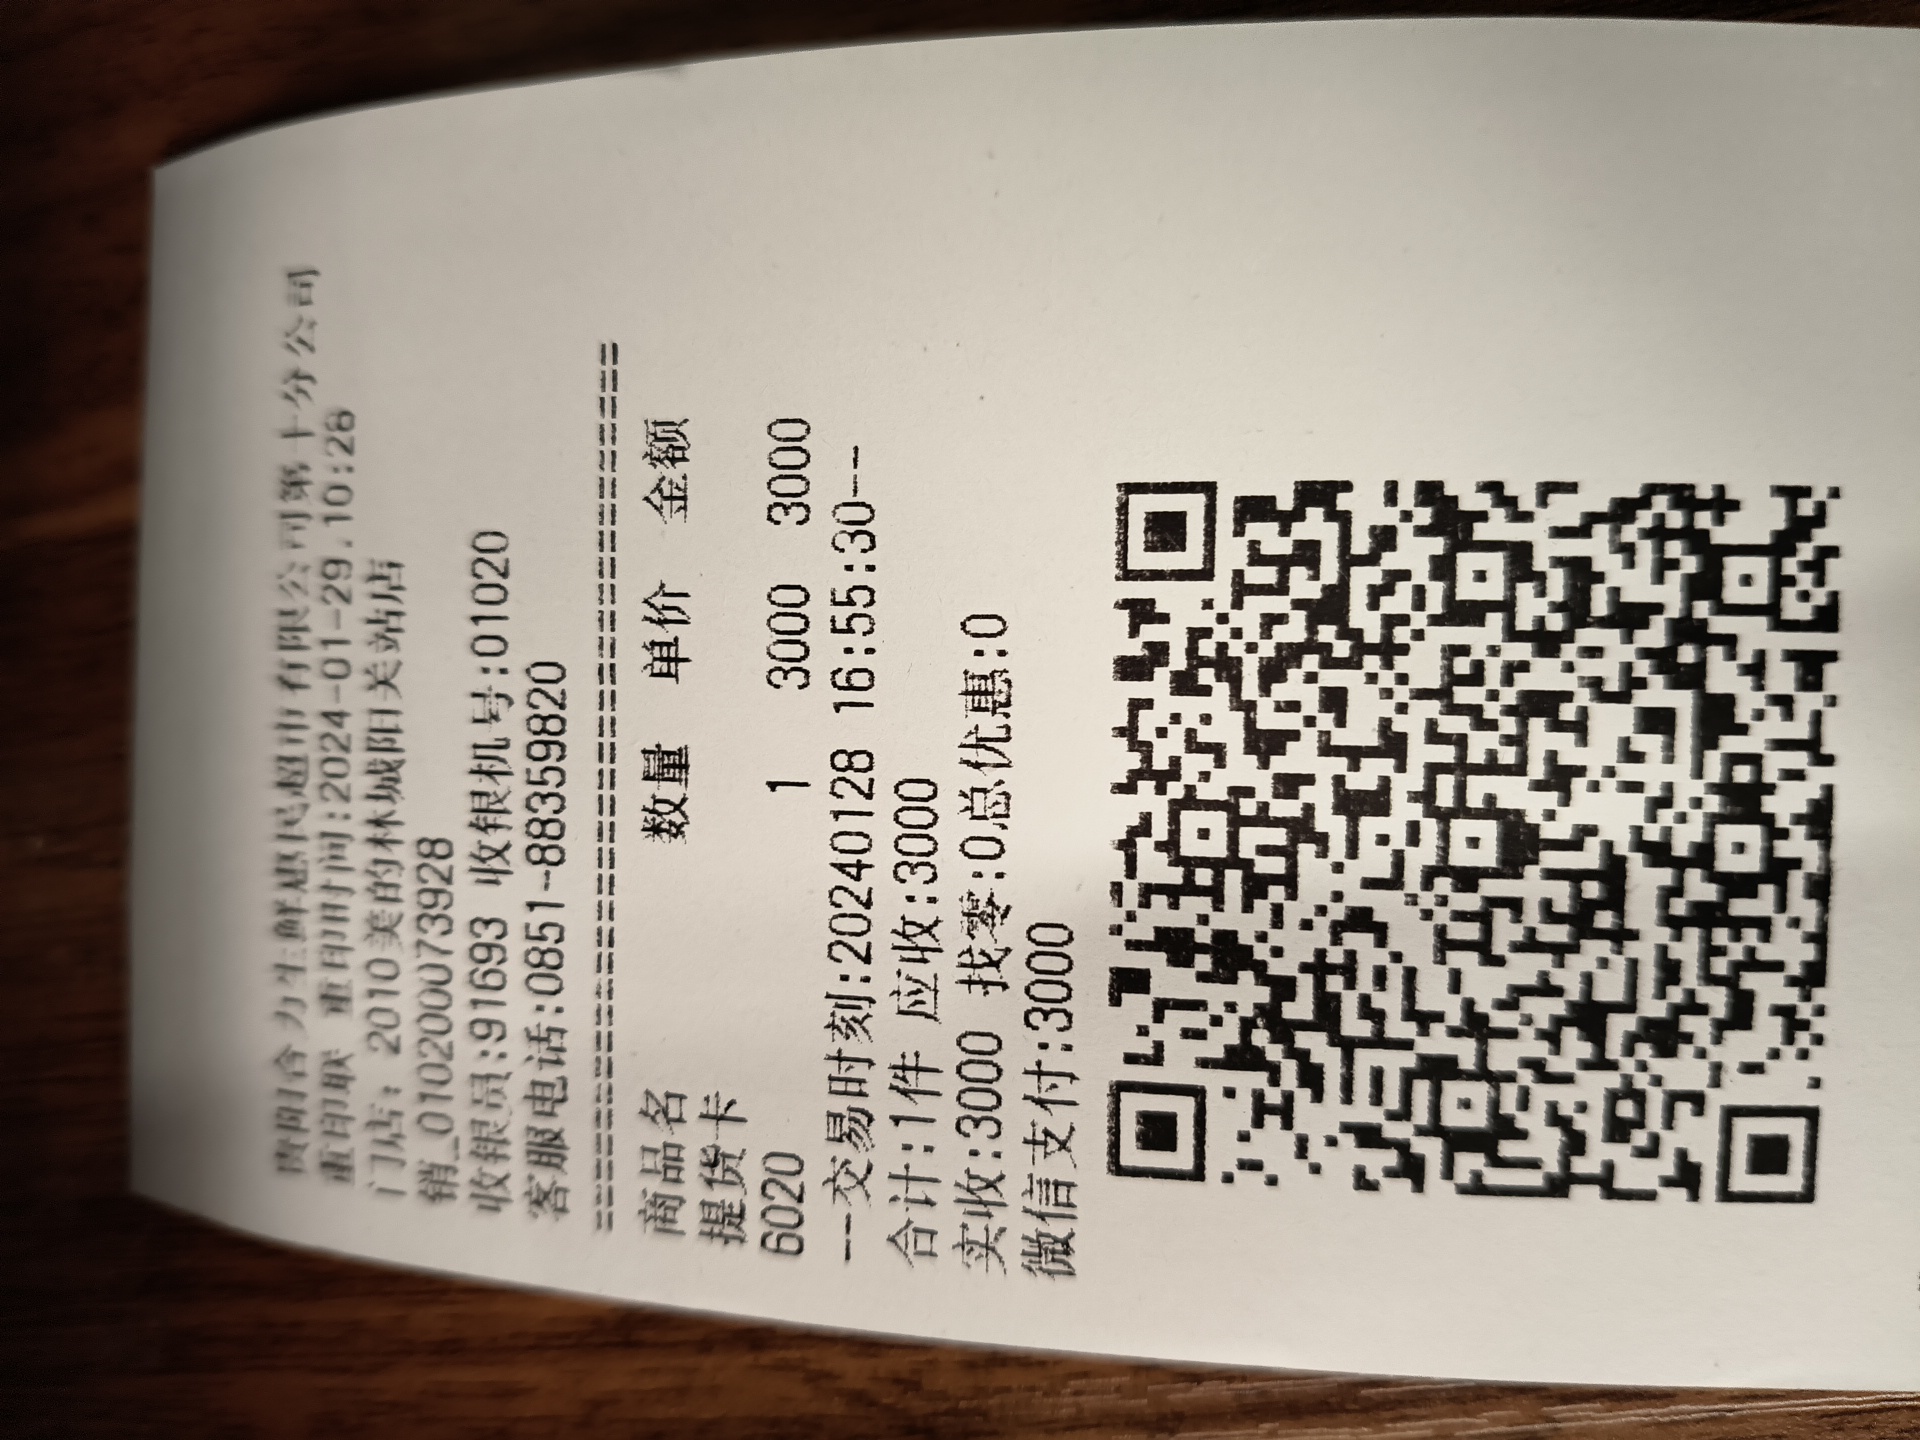 贵阳合力生鲜惠民超市有限公司第十分公司
重印联 重印时间:2024-01-29.10:28
门店: 2010美的林城阳关站店
销_0102000073928
收银员:91693 收银机号:01020
客服电话:0851-88359820
================================
商品名 数量 单价 金额
提货卡
6020 1 3000 3000
--交易时刻:20240128 16:55:30--
合计:1件 应收:3000
实收:3000 找零:0总优惠:0
微信支付:3000